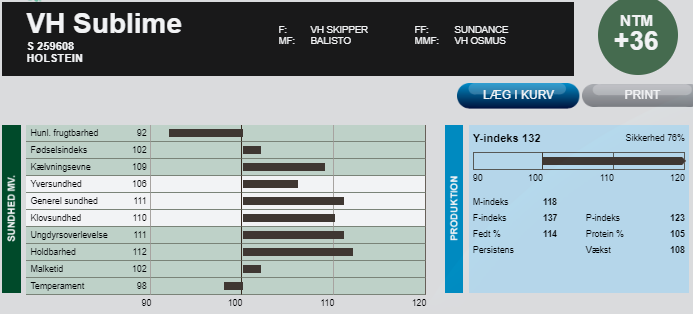 VH Sublime
S 259608
HOLSTEIN
F: VH SKIPPER FF: SUNDANCE
MF: BALISTO MMF: VH OSMUS
NTM
+36
LÆG I KURV
PRINT
SUNDHED MV.
Hunl. frugtbarhed 92
Fødselsindeks 102
Kælvningsevne 109
Yversundhed 106
Generel sundhed 111
Klovsundhed 110
Ungdyrsoverlevelse 111
Holdbarhed 112
Malketid 102
Temperament 98
90 100 110 120
PRODUKTION
Y-indeks 132 Sikkerhed 76%
90 100 110 120
M-indeks 118
F-indeks 137 P-indeks 123
Fedt % 114 Protein % 105
Persistens Vækst 108